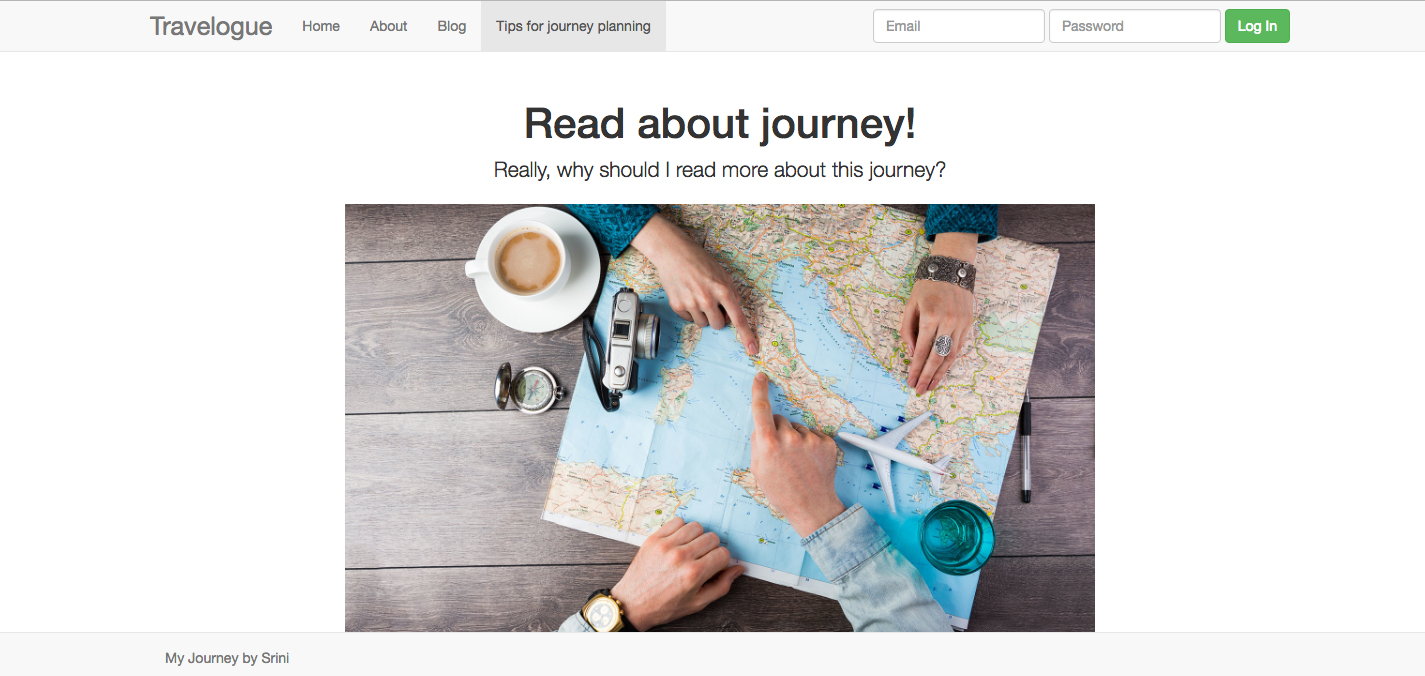 Travelogue Home About Blog Tips for journey planning Email Password Log In
Read about journey!
Really, why should I read more about this journey?
My Journey by Srini